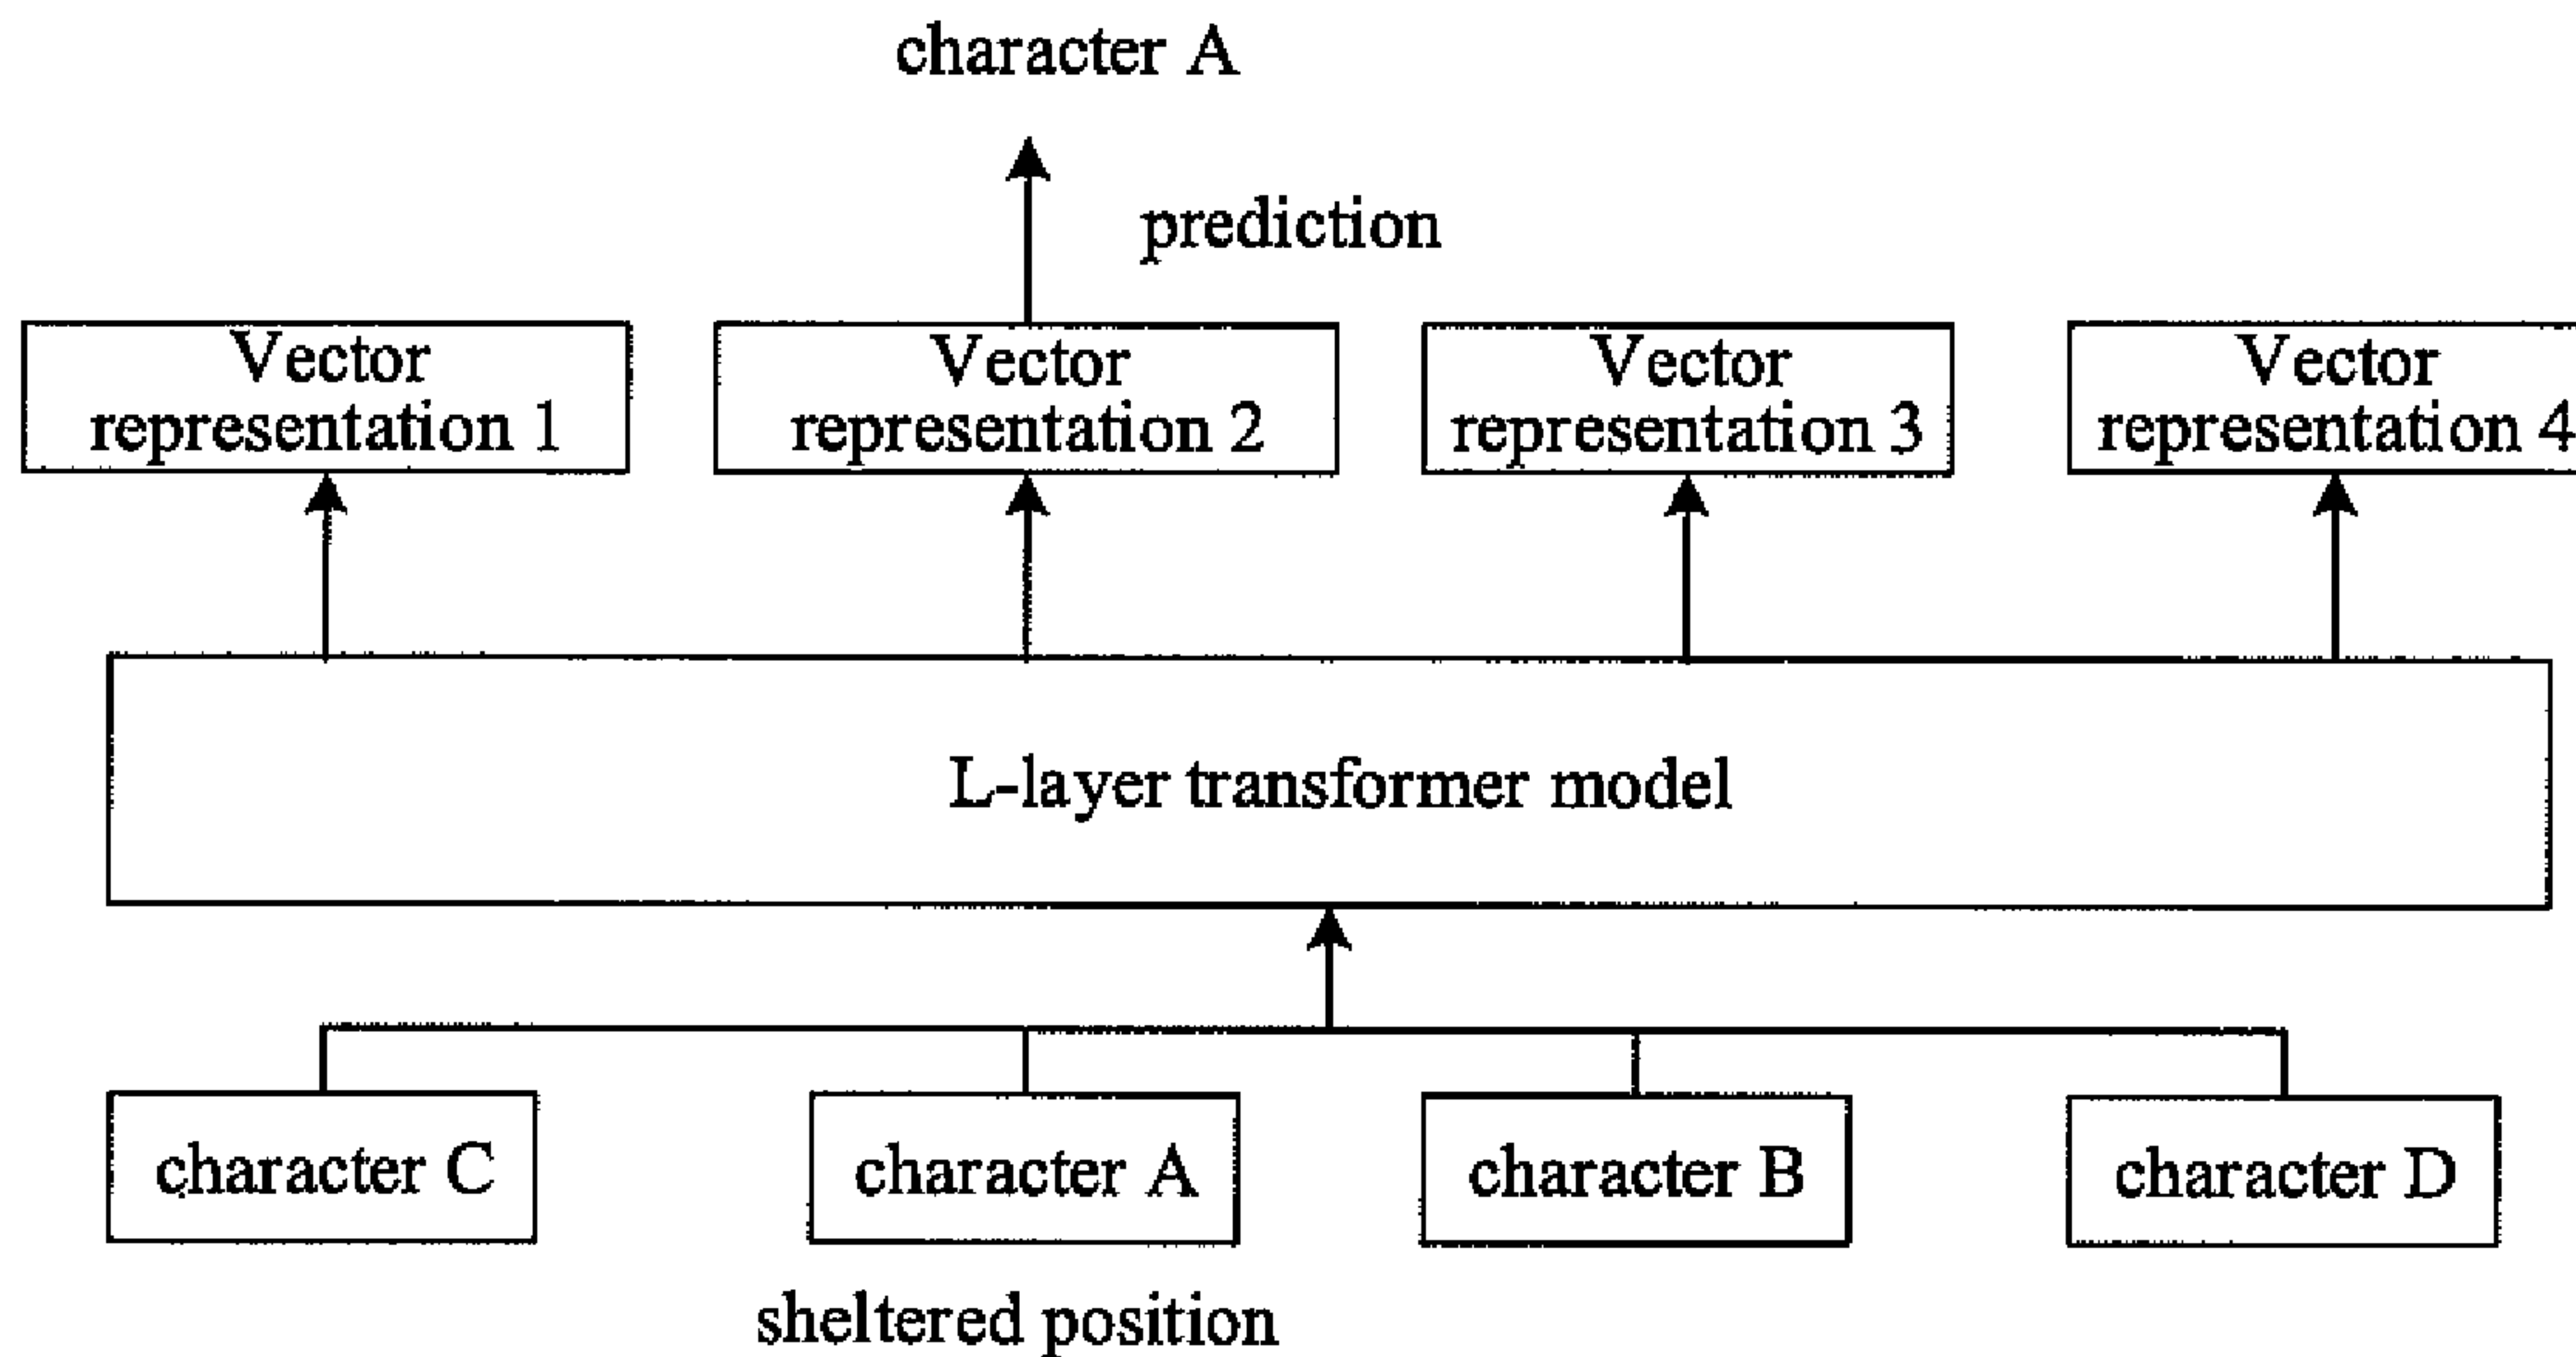 character A
prediction
Vector
representation 1
Vector
representation 2
Vector
representation 3
Vector
representation 4
L-layer transformer model
character C
character A
character B
character D
sheltered position